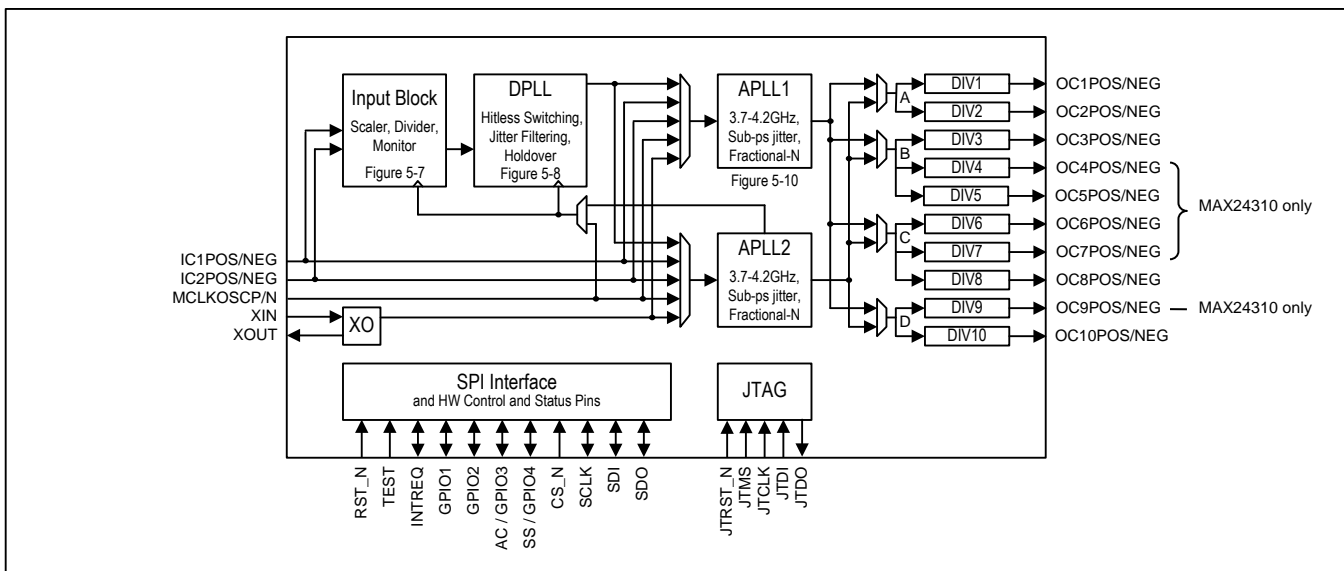 Input Block
Scaler, Divider,
Monitor
Figure 5-7
DPLL
Hitless Switching,
Jitter Filtering,
Holdover
Figure 5-8
APLL1
3.7-4.2GHz,
Sub-ps jitter,
Fractional-N
Figure 5-10
APLL2
3.7-4.2GHz,
Sub-ps jitter,
Fractional-N
A
B
C
D
DIV1
DIV2
DIV3
DIV4
DIV5
DIV6
DIV7
DIV8
DIV9
DIV10
OC1POS/NEG
OC2POS/NEG
OC3POS/NEG
OC4POS/NEG
OC5POS/NEG
OC6POS/NEG
OC7POS/NEG
OC8POS/NEG
OC9POS/NEG
OC10POS/NEG
MAX24310 only
MAX24310 only
IC1POS/NEG
IC2POS/NEG
MCLKOSCP/N
XIN
XOUT
XO
SPI Interface
and HW Control and Status Pins
JTAG
RST_N
TEST
INTREQ
GPIO1
GPIO2
AC / GPIO3
SS / GPIO4
CS_N
SCLK
SDI
SDO
JTRST_N
JTMS
JTCLK
JTDI
JTDO